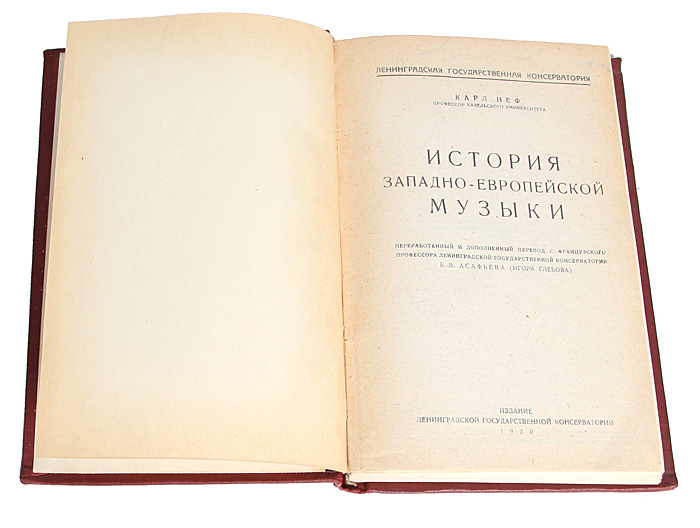 ЛЕНИНГРАДСКАЯ ГОСУДАРСТВЕННАЯ КОНСЕРВАТОРИЯ
КАРЛ НЕФ
ПРОФЕССОР БАЗЕЛЬСКОГО УНИВЕРСИТЕТА
ИСТОРИЯ
ЗАПАДНО-ЕВРОПЕЙСКОЙ
МУЗЫКИ
ПЕРЕРАБОТАННЫЙ И ДОПОЛНЕННЫЙ ПЕРЕВОД С ФРАНЦУЗСКОГО
ПРОФЕССОРА ЛЕНИНГРАДСКОЙ ГОСУДАРСТВЕННОЙ КОНСЕРВАТОРИИ
Б. В. АСАФЬЕВА (ИГОРЯ ГЛЕБОВА)
ИЗДАНИЕ
ЛЕНИНГРАДСКОЙ ГОСУДАРСТВЕННОЙ КОНСЕРВАТОРИИ
1930